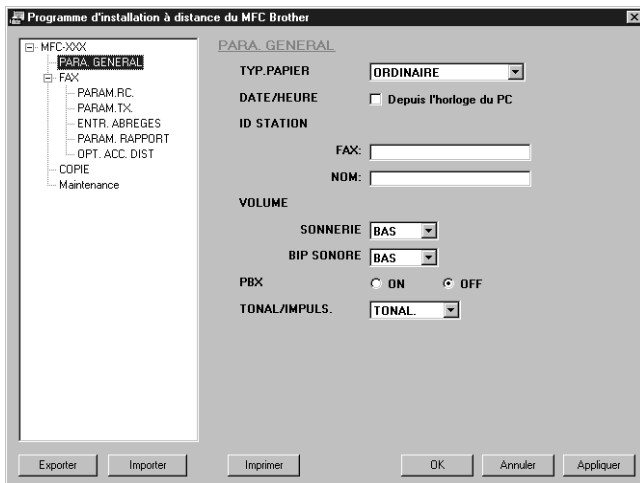 Programme d'installation à distance du MFC Brother
MFC-XXX
PARA. GENERAL
FAX
PARAM.RC.
PARAM.TX.
ENTR. ABREGES
PARAM. RAPPORT
OPT. ACC. DIST
COPIE
Maintenance
PARA. GENERAL
TYP.PAPIER ORDINAIRE
DATE/HEURE Depuis l'horloge du PC
ID STATION
FAX:
NOM:
VOLUME
SONNERIE BAS
BIP SONORE BAS
PBX ON OFF
TONAL/IMPULS. TONAL.
Exporter Importer Imprimer OK Annuler Appliquer